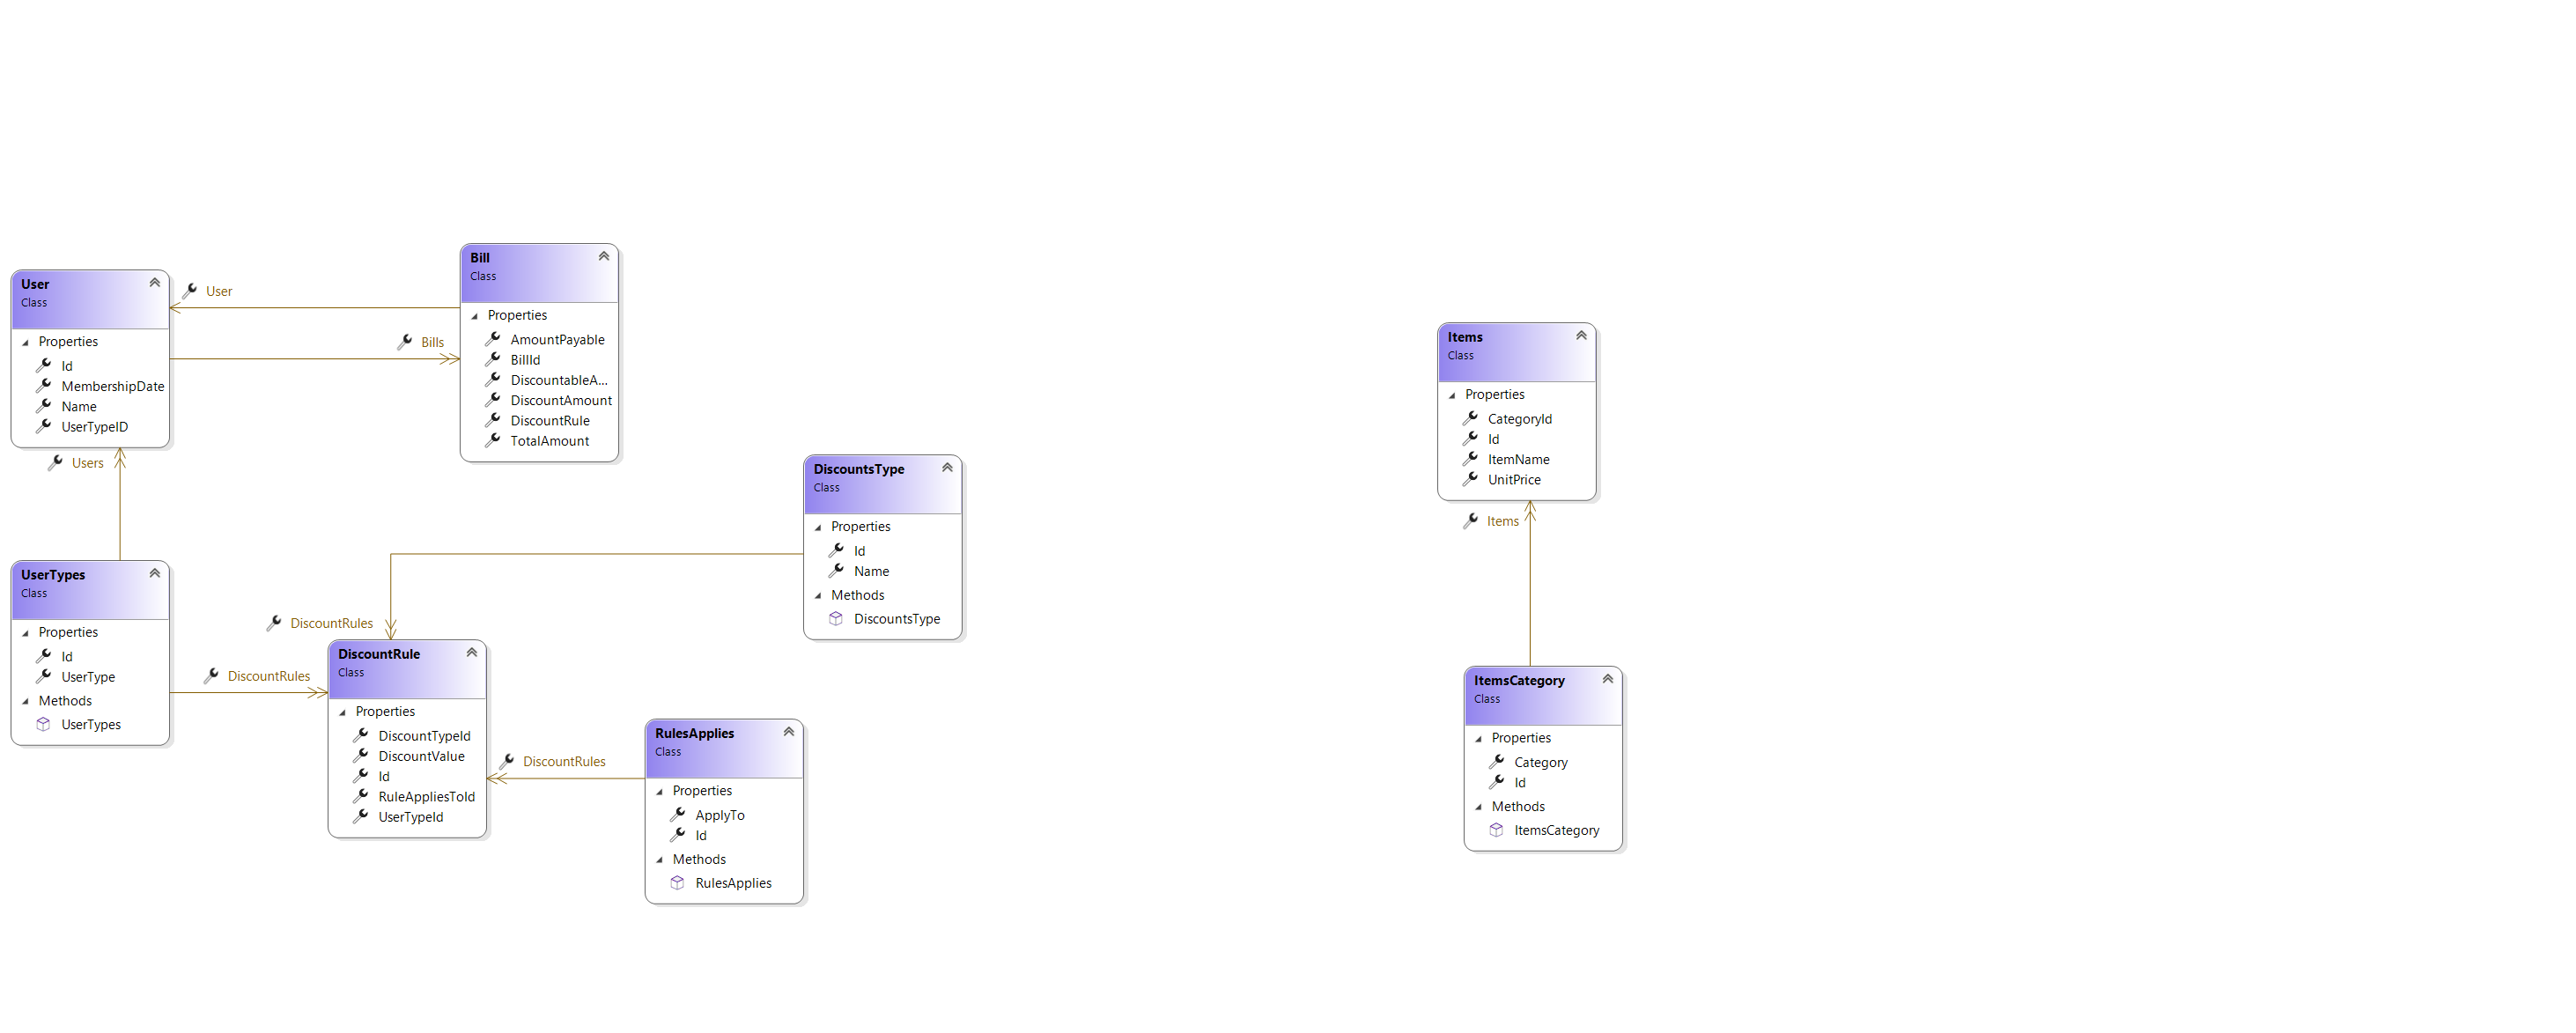 User
Class
Properties
Id
MembershipDate
Name
UserTypeID
User
Bills
Bill
Class
Properties
AmountPayable
BillId
DiscountableA...
DiscountAmount
DiscountRule
TotalAmount
Users
UserTypes
Class
Properties
Id
UserType
Methods
UserTypes
DiscountRules
DiscountRules
DiscountRule
Class
Properties
DiscountTypeId
DiscountValue
Id
RuleAppliesToId
UserTypeId
DiscountsType
Class
Properties
Id
Name
Methods
DiscountsType
DiscountRules
RulesApplies
Class
Properties
ApplyTo
Id
Methods
RulesApplies
Items
Class
Properties
CategoryId
Id
ItemName
UnitPrice
Items
ItemsCategory
Class
Properties
Category
Id
Methods
ItemsCategory